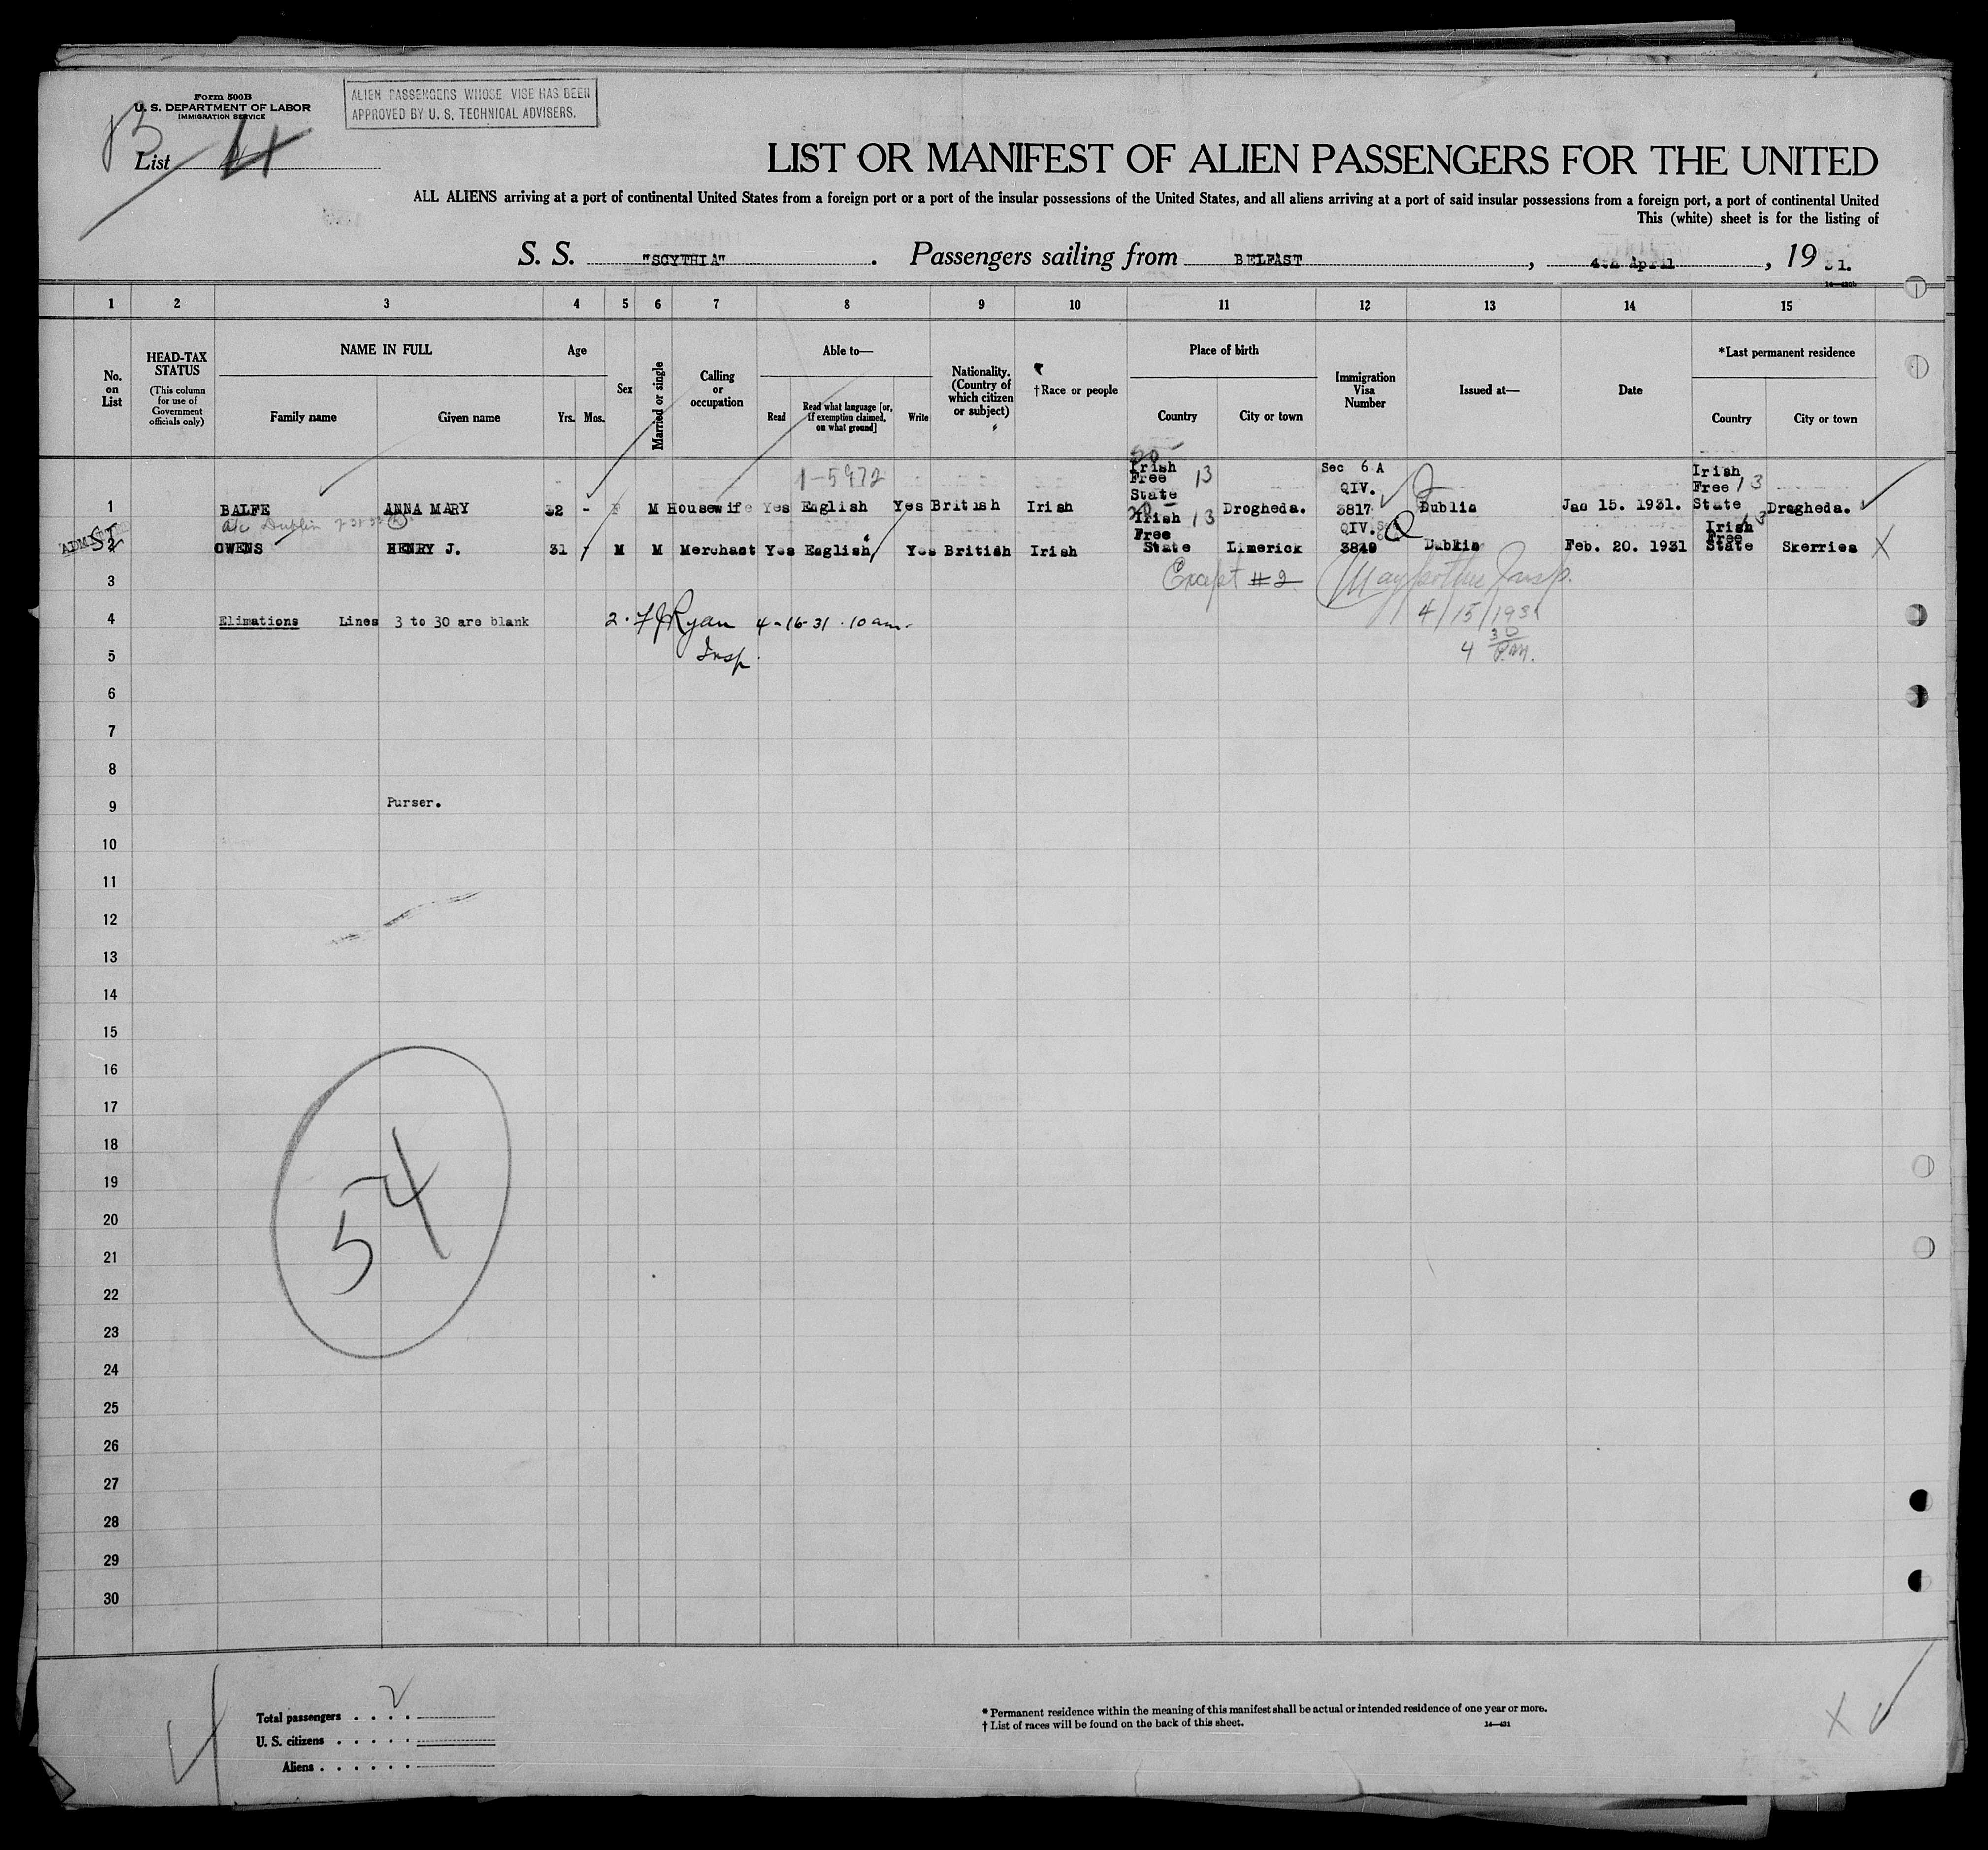 Form 500B
U. S. DEPARTMENT OF LABOR
IMMIGRATION SERVICE
ALIEN PASSENGERS WHOSE VISE HAS BEEN
APPROVED BY U. S. TECHNICAL ADVISERS.
List 4
LIST OR MANIFEST OF ALIEN PASSENGERS FOR THE UNITED
ALL ALIENS arriving at a port of continental United States from a foreign port or a port of the insular possessions of the United States, and all aliens arriving at a port of said insular possessions from a foreign port, a port of continental United
This (white) sheet is for the listing of
S. S. "SCYTHIA". Passengers sailing from BELFAST, 4th April, 1931.
1 2 3 4 5 6 7 8 9 10 11 12 13 14 15
No. on List
HEAD-TAX STATUS
(This column for use of Government officials only)
NAME IN FULL
Family name
Given name
Age
Yrs. Mos.
Sex
Married or single
Calling or occupation
Able to—
Read
Read what language [or, if exemption claimed, on what ground]
Write
Nationality. (Country of which citizen or subject)
†Race or people
Place of birth
Country
City or town
Immigration Visa Number
Issued at—
Date
*Last permanent residence
Country
City or town
1-5972
1 BALFE ANNA MARY 32 - F M Housewife Yes English Yes British Irish Irish Free State 13 Drogheda. Sec 6 A QIV. 3817 Dublin Jan 15. 1931. Irish Free State 13 Drogheda.
a/c Dublin
ADMIT
2 OWENS HENRY J. 31 - M M Merchant Yes English Yes British Irish Irish Free State 13 Limerick QIV. 3840 Dublin Feb. 20. 1931 Irish Free State 13 Skerries X
3
Except #2
Insp.
4 Elimations Lines 3 to 30 are blank 2. Ryan 4-16-31. 10 am.
4/15/1931
5
Insp.
4 30 P.M.
6
7
8
9 Purser.
10
11
12
13
14
15
16
17
18
19
54
20
21
22
23
24
25
26
27
28
29
30
4
Total passengers . . . . 2
U. S. citizens . . . . .
Aliens . . . . . .
* Permanent residence within the meaning of this manifest shall be actual or intended residence of one year or more.
† List of races will be found on the back of this sheet.
14—431
X